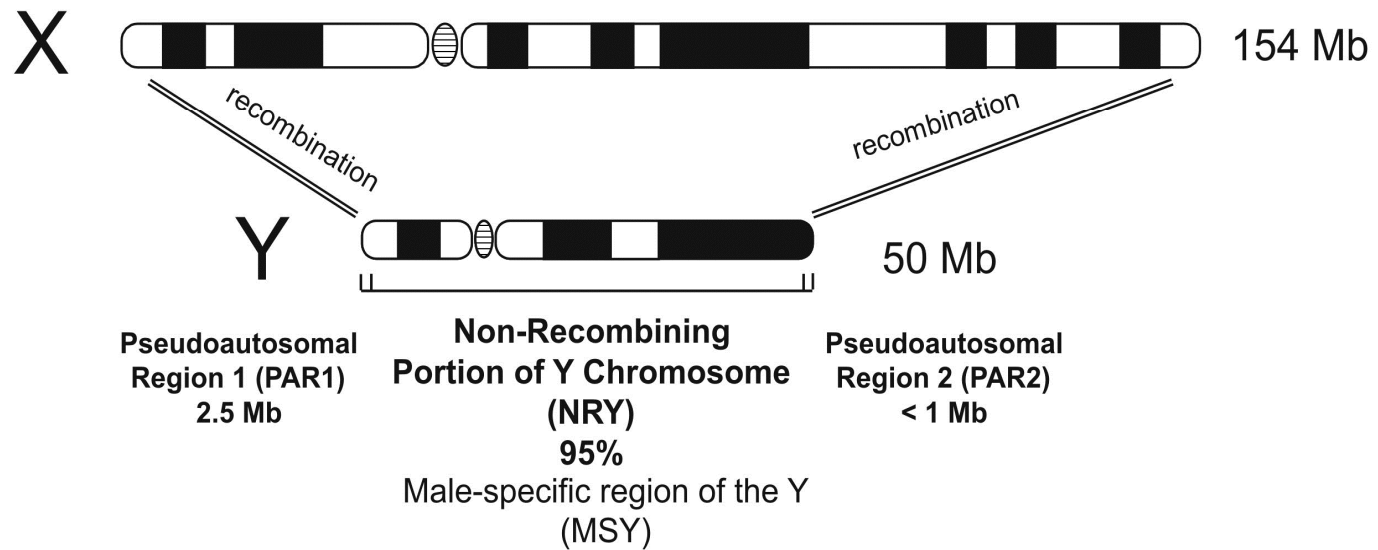 X
154 Mb
recombination
recombination
Y
50 Mb
Pseudoautosomal
Region 1 (PAR1)
2.5 Mb
Non-Recombining
Portion of Y Chromosome
(NRY)
95%
Male-specific region of the Y
(MSY)
Pseudoautosomal
Region 2 (PAR2)
< 1 Mb